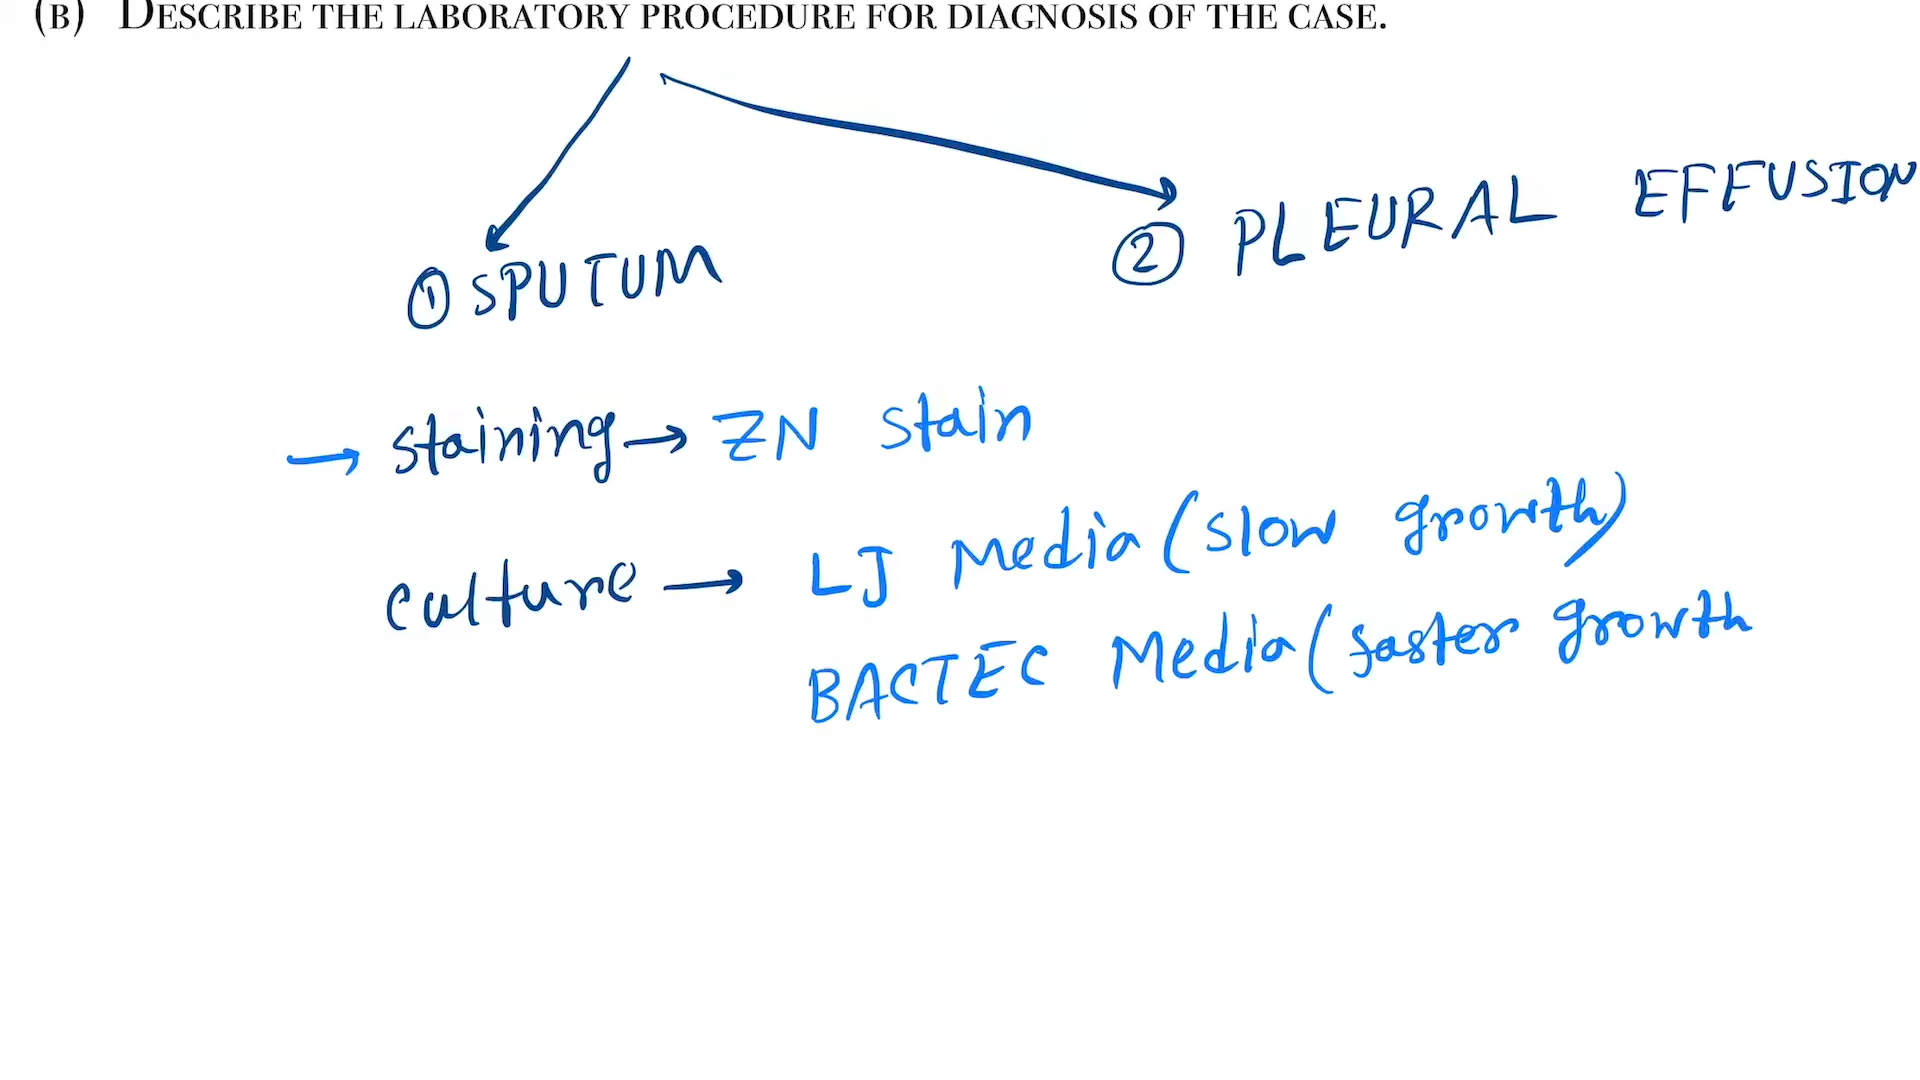 (B) DESCRIBE THE LABORATORY PROCEDURE FOR DIAGNOSIS OF THE CASE.
① SPUTUM
② PLEURAL EFFUSION
→ staining → ZN stain
culture → LJ Media (slow growth)
BACTEC Media (faster growth